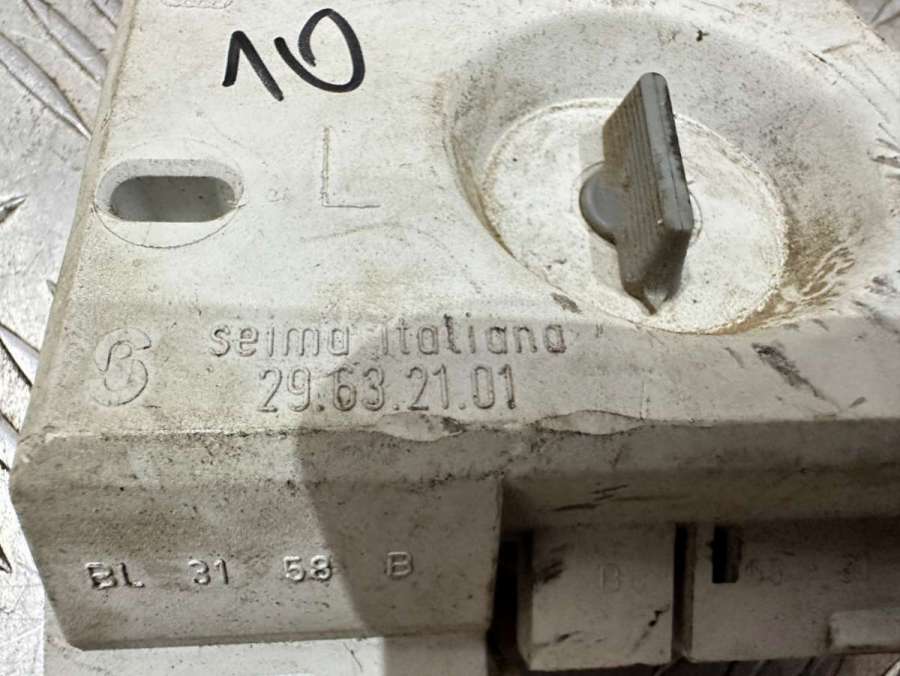 10
L
seima italiana
29.63.21.01
BL 31 58 B
B